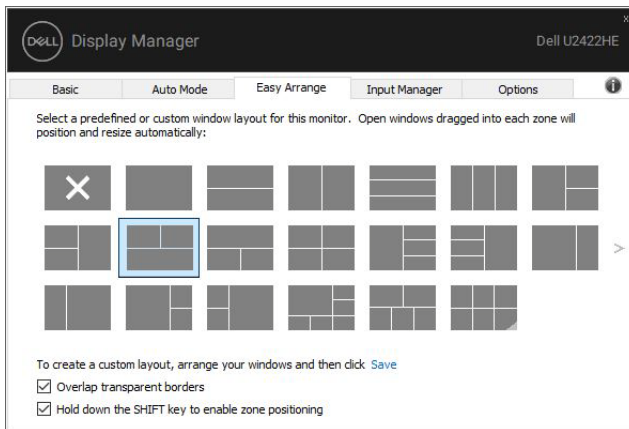 x
DELL Display Manager Dell U2422HE
Basic Auto Mode Easy Arrange Input Manager Options i
Select a predefined or custom window layout for this monitor. Open windows dragged into each zone will
position and resize automatically:
>
To create a custom layout, arrange your windows and then click Save
Overlap transparent borders
Hold down the SHIFT key to enable zone positioning